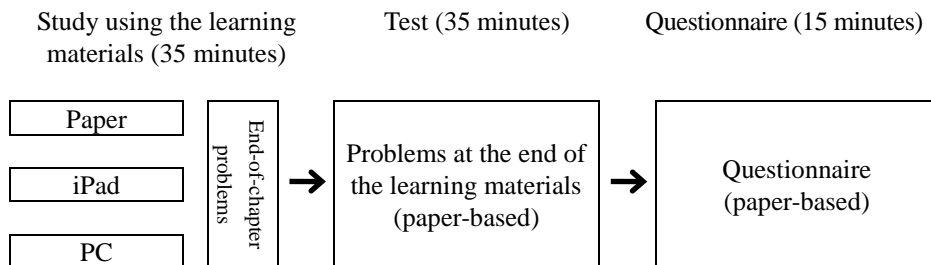 Study using the learning
materials (35 minutes)
Test (35 minutes)
Questionnaire (15 minutes)
Paper
iPad
PC
End-of-chapter
problems
Problems at the end of
the learning materials
(paper-based)
Questionnaire
(paper-based)